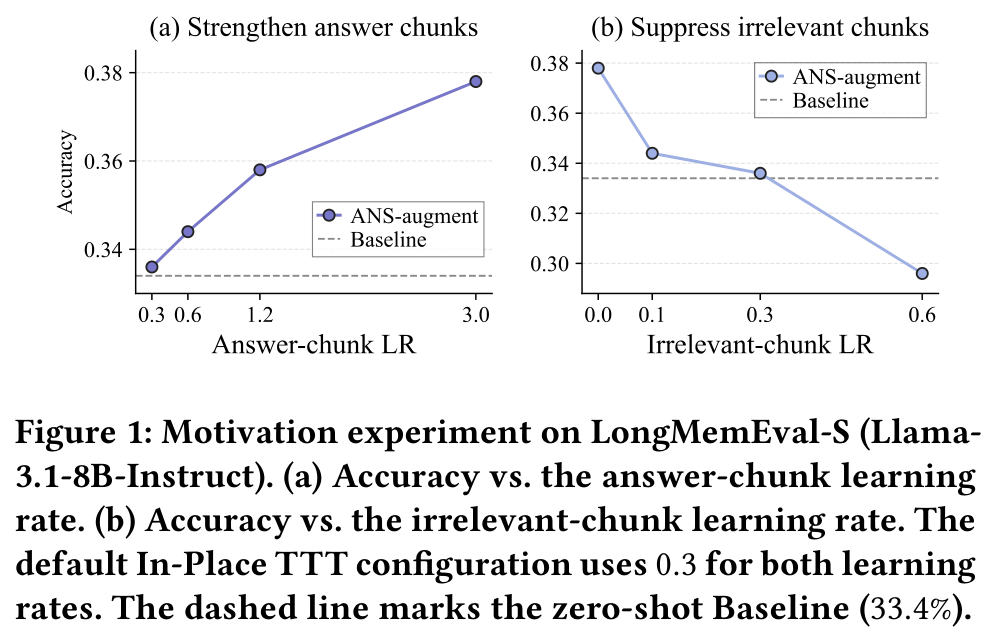 (a) Strengthen answer chunks
Accuracy
0.38
0.36
0.34
ANS-augment
Baseline
0.3 0.6 1.2 3.0
Answer-chunk LR
(b) Suppress irrelevant chunks
0.38
0.36
0.34
0.32
0.30
ANS-augment
Baseline
0.0 0.1 0.3 0.6
Irrelevant-chunk LR
Figure 1: Motivation experiment on LongMemEval-S (Llama-
3.1-8B-Instruct). (a) Accuracy vs. the answer-chunk learning
rate. (b) Accuracy vs. the irrelevant-chunk learning rate. The
default In-Place TTT configuration uses 0.3 for both learning
rates. The dashed line marks the zero-shot Baseline (33.4%).